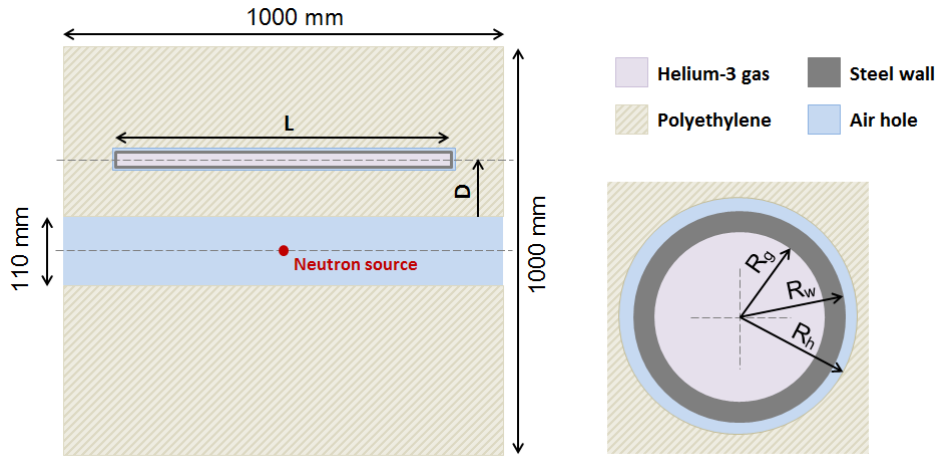 1000 mm
L
D
110 mm
Neutron source
1000 mm
Helium-3 gas
Steel wall
Polyethylene
Air hole
Rg
Rw
Rh